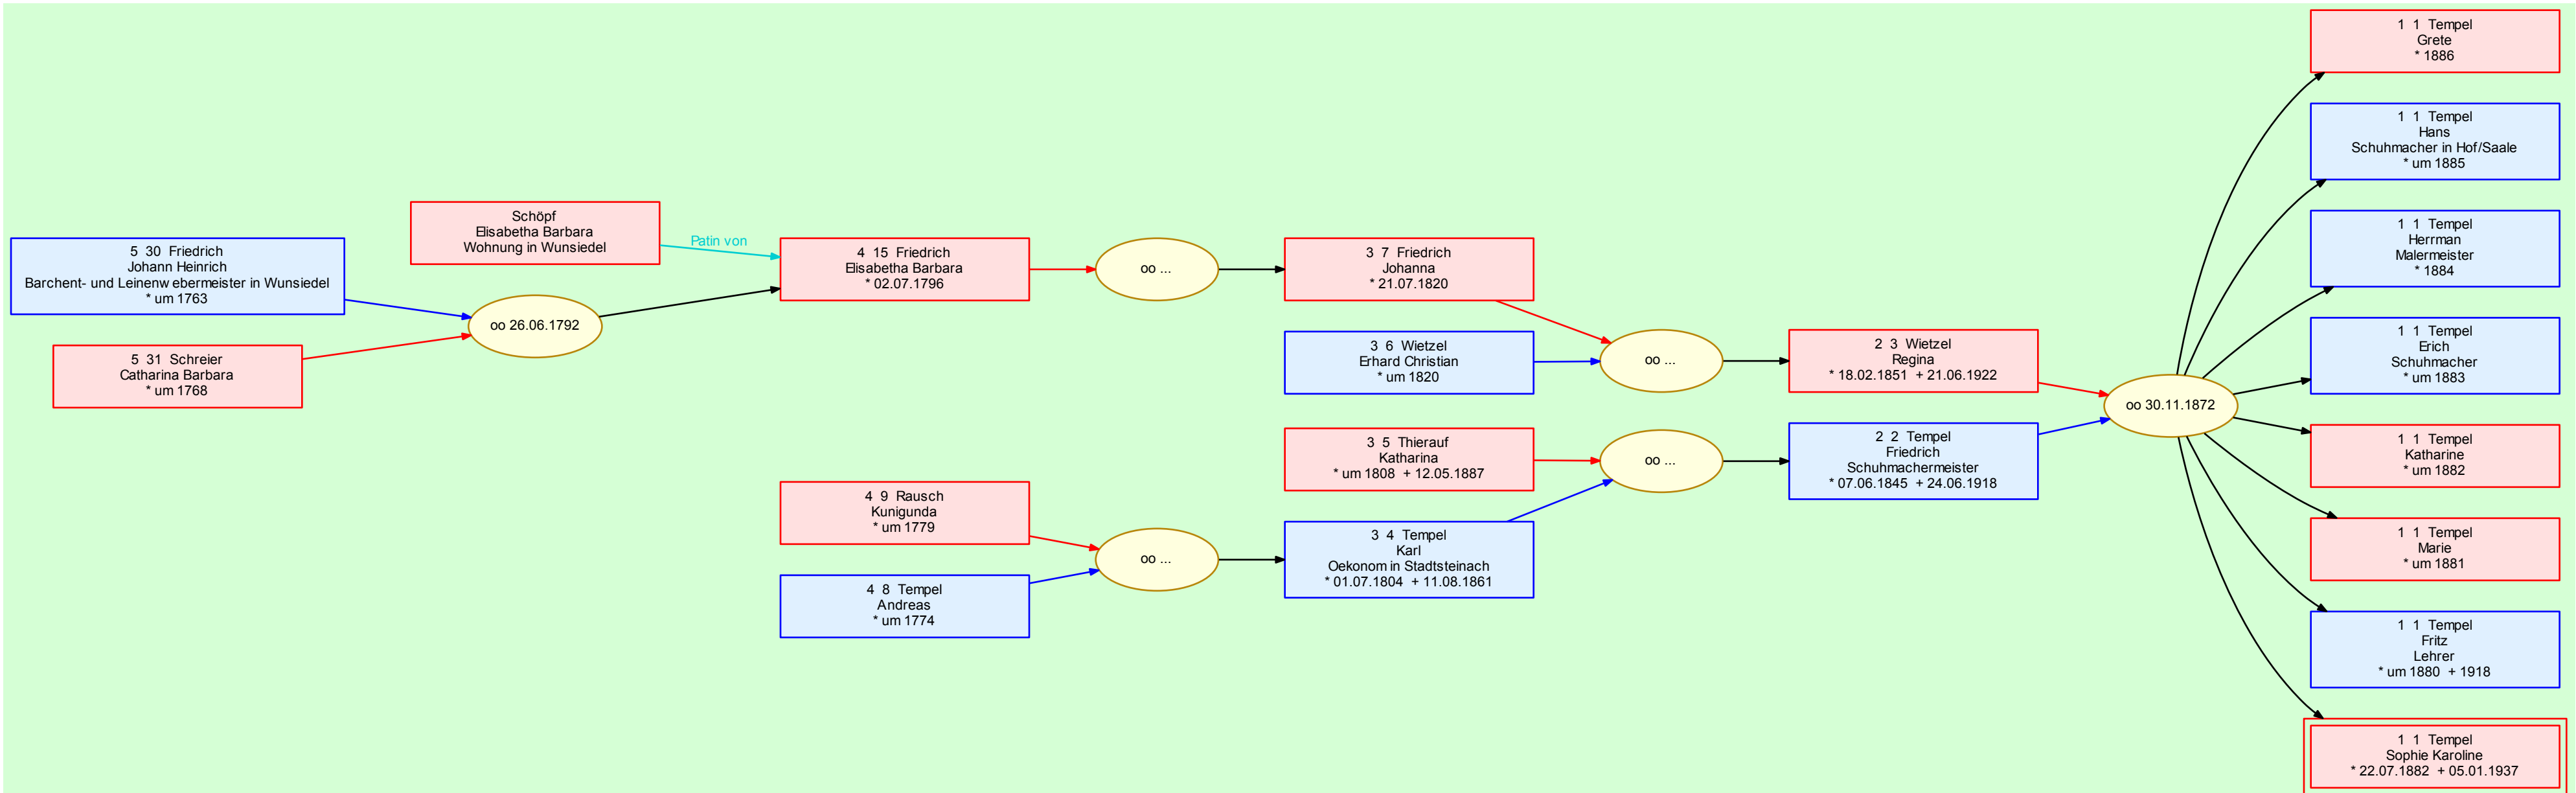 5 30 Friedrich
Johann Heinrich
Barchent- und Leinenw ebermeister in Wunsiedel
* um 1763
5 31 Schreier
Catharina Barbara
* um 1768
Schöpf
Elisabetha Barbara
Wohnung in Wunsiedel
Patin von
oo 26.06.1792
4 15 Friedrich
Elisabetha Barbara
* 02.07.1796
4 9 Rausch
Kunigunda
* um 1779
4 8 Tempel
Andreas
* um 1774
oo ...
oo ...
3 7 Friedrich
Johanna
* 21.07.1820
3 6 Wietzel
Erhard Christian
* um 1820
3 5 Thierauf
Katharina
* um 1808 + 12.05.1887
3 4 Tempel
Karl
Oekonom in Stadtsteinach
* 01.07.1804 + 11.08.1861
oo ...
oo ...
2 3 Wietzel
Regina
* 18.02.1851 + 21.06.1922
2 2 Tempel
Friedrich
Schuhmachermeister
* 07.06.1845 + 24.06.1918
oo 30.11.1872
1 1 Tempel
Grete
* 1886
1 1 Tempel
Hans
Schuhmacher in Hof/Saale
* um 1885
1 1 Tempel
Herrman
Malermeister
* 1884
1 1 Tempel
Erich
Schuhmacher
* um 1883
1 1 Tempel
Katharine
* um 1882
1 1 Tempel
Marie
* um 1881
1 1 Tempel
Fritz
Lehrer
* um 1880 + 1918
1 1 Tempel
Sophie Karoline
* 22.07.1882 + 05.01.1937